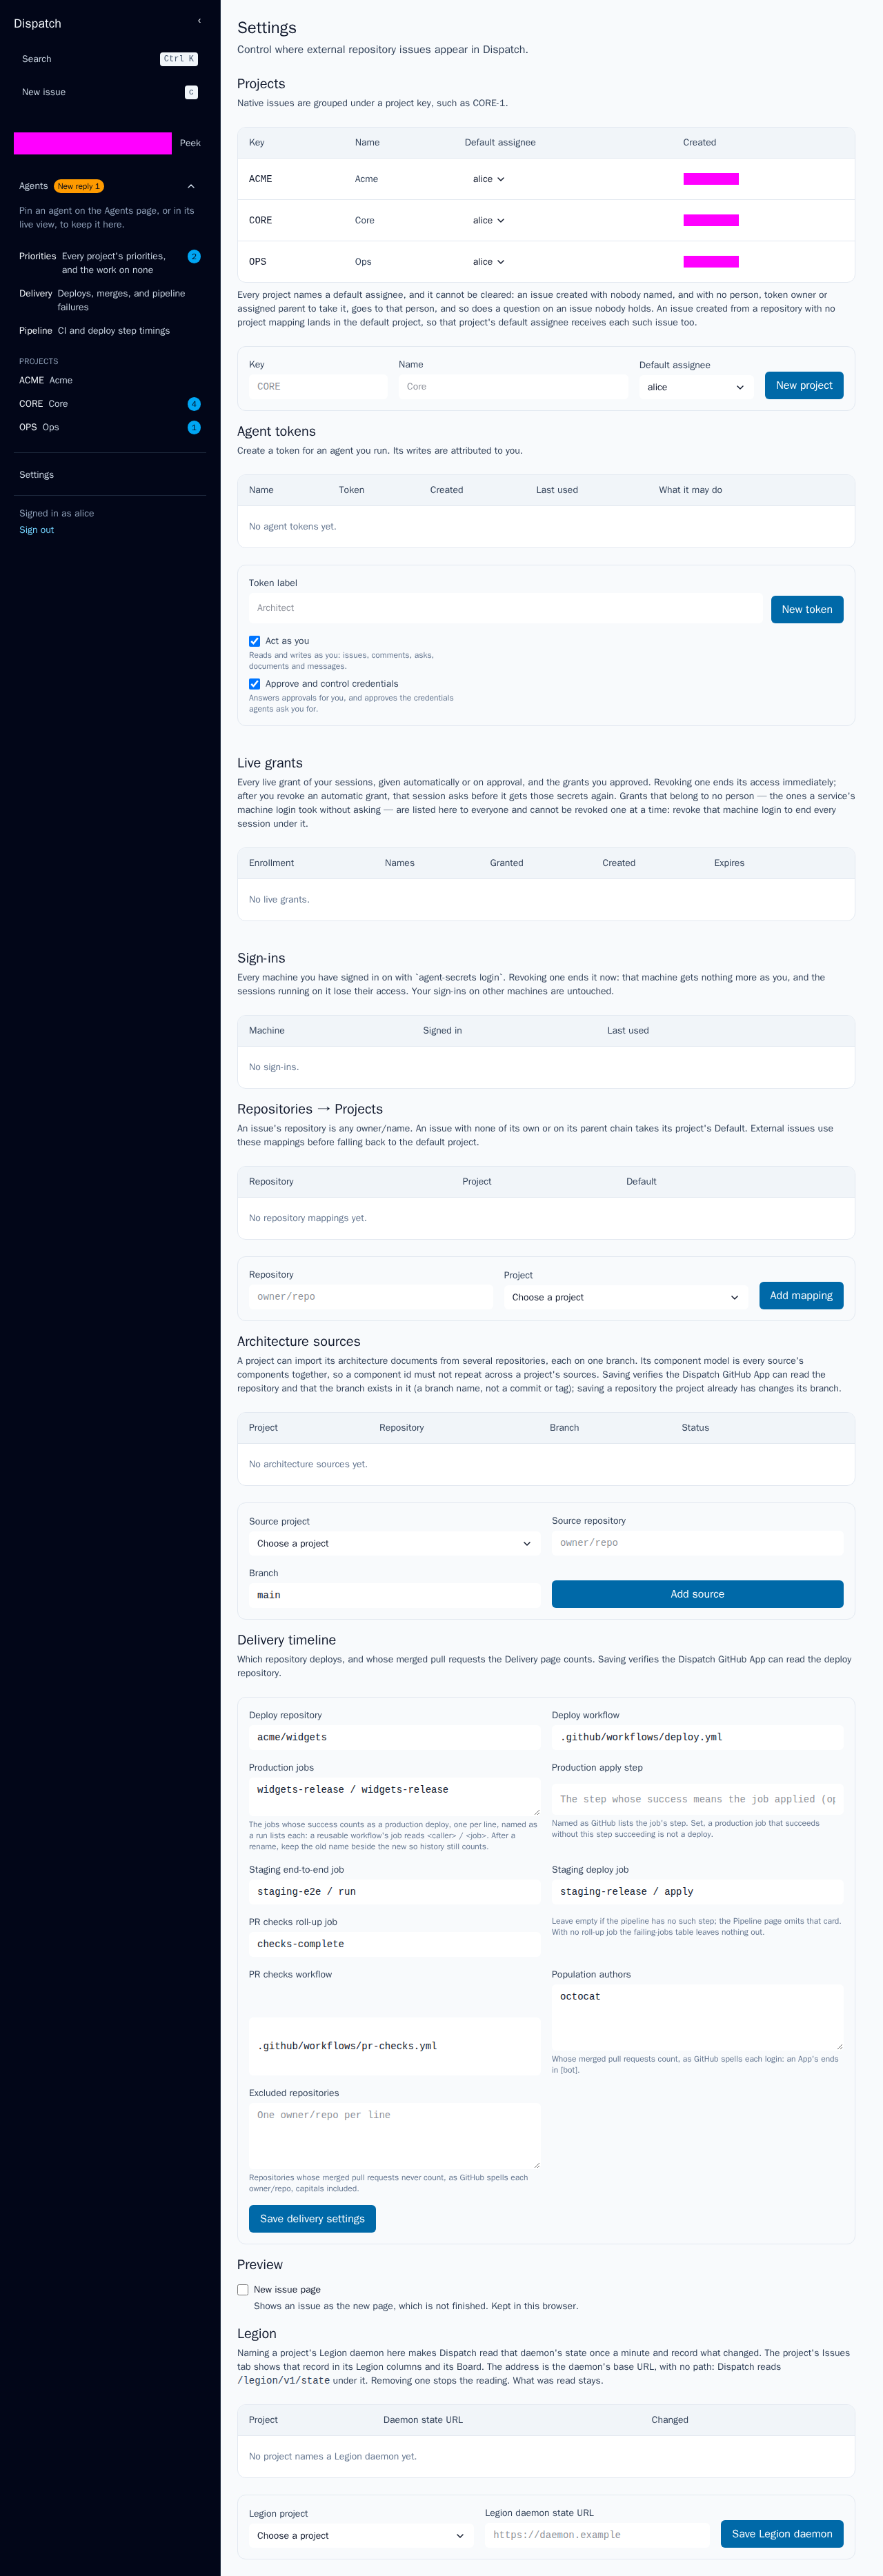 Dispatch
‹
Search
Ctrl K
New issue
C
Peek
Agents
New reply 1
Pin an agent on the Agents page, or in its
live view, to keep it here.
Priorities Every project's priorities,
and the work on none
2
Delivery Deploys, merges, and pipeline
failures
Pipeline CI and deploy step timings
PROJECTS
ACME Acme
CORE Core
4
OPS Ops
1
Settings
Signed in as alice
Sign out
Settings
Control where external repository issues appear in Dispatch.
Projects
Native issues are grouped under a project key, such as CORE-1.
Key Name Default assignee Created
ACME Acme alice
CORE Core alice
OPS Ops alice
Every project names a default assignee, and it cannot be cleared: an issue created with nobody named, and with no person, token owner or
assigned parent to take it, goes to that person, and so does a question on an issue nobody holds. An issue created from a repository with no
project mapping lands in the default project, so that project's default assignee receives each such issue too.
Key Name Default assignee
CORE Core alice New project
Agent tokens
Create a token for an agent you run. Its writes are attributed to you.
Name Token Created Last used What it may do
No agent tokens yet.
Token label
Architect New token
Act as you
Reads and writes as you: issues, comments, asks,
documents and messages.
Approve and control credentials
Answers approvals for you, and approves the credentials
agents ask you for.
Live grants
Every live grant of your sessions, given automatically or on approval, and the grants you approved. Revoking one ends its access immediately;
after you revoke an automatic grant, that session asks before it gets those secrets again. Grants that belong to no person — the ones a service's
machine login took without asking — are listed here to everyone and cannot be revoked one at a time: revoke that machine login to end every
session under it.
Enrollment Names Granted Created Expires
No live grants.
Sign-ins
Every machine you have signed in on with `agent-secrets login`. Revoking one ends it now: that machine gets nothing more as you, and the
sessions running on it lose their access. Your sign-ins on other machines are untouched.
Machine Signed in Last used
No sign-ins.
Repositories → Projects
An issue's repository is any owner/name. An issue with none of its own or on its parent chain takes its project's Default. External issues use
these mappings before falling back to the default project.
Repository Project Default
No repository mappings yet.
Repository Project
owner/repo Choose a project Add mapping
Architecture sources
A project can import its architecture documents from several repositories, each on one branch. Its component model is every source's
components together, so a component id must not repeat across a project's sources. Saving verifies the Dispatch GitHub App can read the
repository and that the branch exists in it (a branch name, not a commit or tag); saving a repository the project already has changes its branch.
Project Repository Branch Status
No architecture sources yet.
Source project Source repository
Choose a project owner/repo
Branch
main Add source
Delivery timeline
Which repository deploys, and whose merged pull requests the Delivery page counts. Saving verifies the Dispatch GitHub App can read the deploy
repository.
Deploy repository Deploy workflow
acme/widgets .github/workflows/deploy.yml
Production jobs Production apply step
widgets-release / widgets-release
The step whose success means the job applied (op
The jobs whose success counts as a production deploy, one per line, named as
a run lists each: a reusable workflow's job reads <caller> / <job>. After a
rename, keep the old name beside the new so history still counts.
Named as GitHub lists the job's step. Set, a production job that succeeds
without this step succeeding is not a deploy.
Staging end-to-end job Staging deploy job
staging-e2e / run staging-release / apply
PR checks roll-up job
checks-complete
Leave empty if the pipeline has no such step; the Pipeline page omits that card.
With no roll-up job the failing-jobs table leaves nothing out.
PR checks workflow Population authors
.github/workflows/pr-checks.yml
octocat
Whose merged pull requests count, as GitHub spells each login: an App's ends
in [bot].
Excluded repositories
One owner/repo per line
Repositories whose merged pull requests never count, as GitHub spells each
owner/repo, capitals included.
Save delivery settings
Preview
New issue page
Shows an issue as the new page, which is not finished. Kept in this browser.
Legion
Naming a project's Legion daemon here makes Dispatch read that daemon's state once a minute and record what changed. The project's Issues
tab shows that record in its Legion columns and its Board. The address is the daemon's base URL, with no path: Dispatch reads
/legion/v1/state under it. Removing one stops the reading. What was read stays.
Project Daemon state URL Changed
No project names a Legion daemon yet.
Legion project Legion daemon state URL
Choose a project https://daemon.example Save Legion daemon